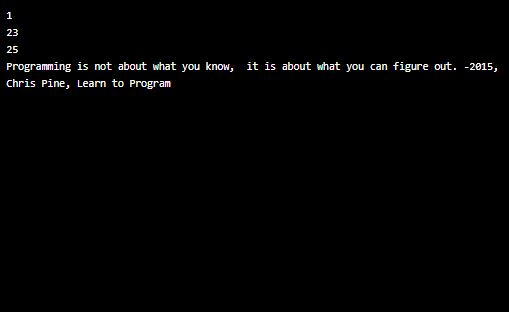 1
23
25
Programming is not about what you know,  it is about what you can figure out. -2015,
Chris Pine, Learn to Program